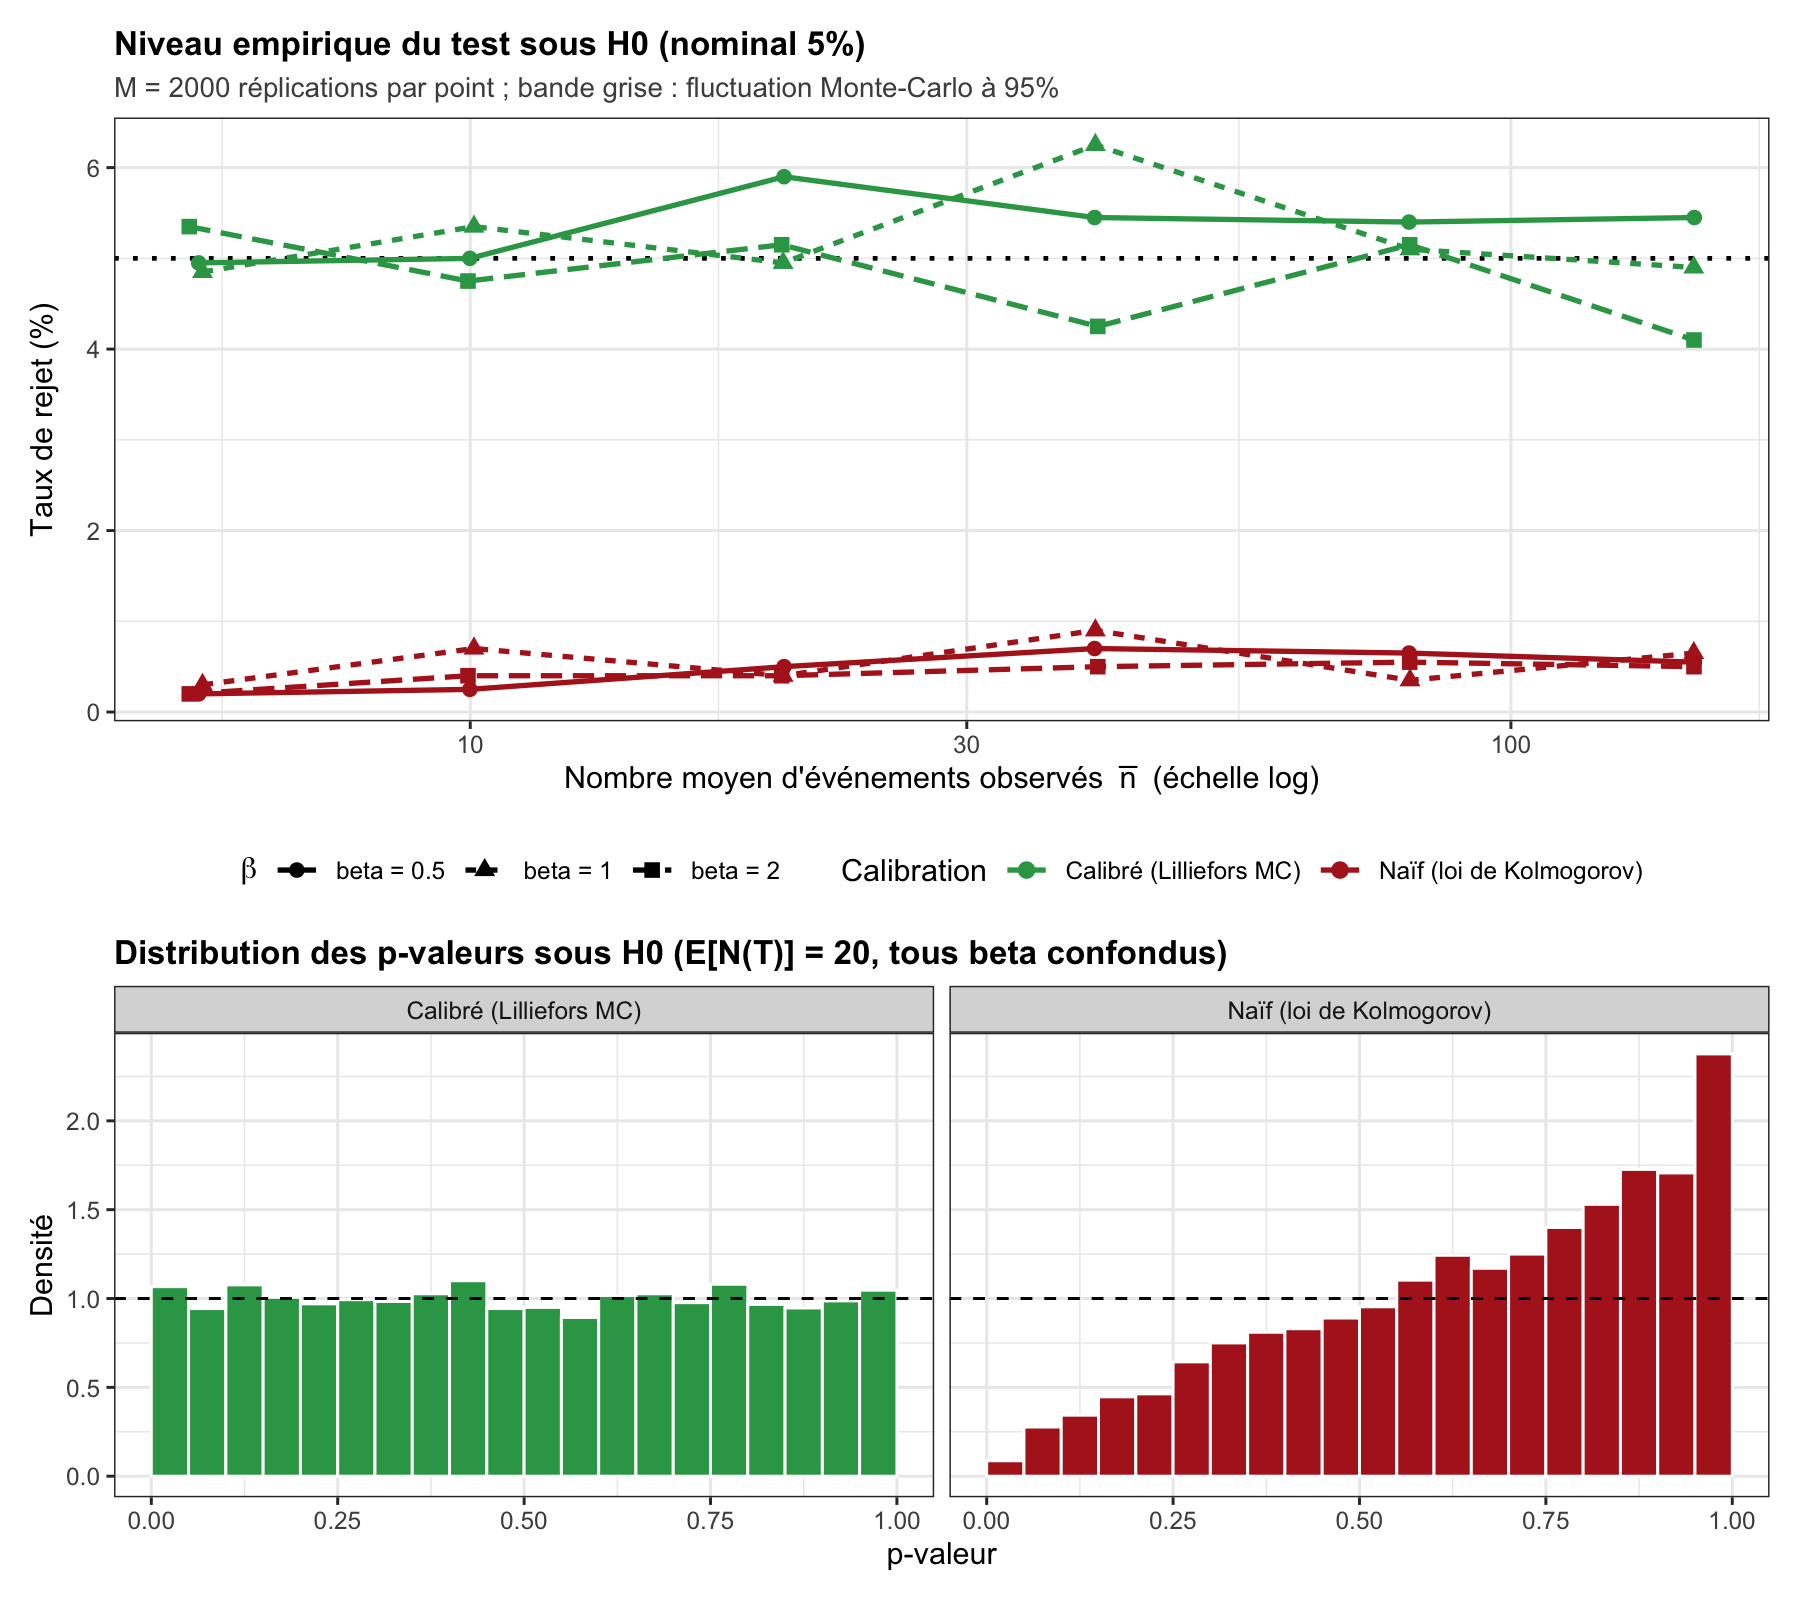 Niveau empirique du test sous H0 (nominal 5%)
M = 2000 réplications par point ; bande grise : fluctuation Monte-Carlo à 95%
Taux de rejet (%)
6
4
2
0
10 30 100
Nombre moyen d'événements observés n̅ (échelle log)
β beta = 0.5 beta = 1 beta = 2 Calibration Calibré (Lilliefors MC) Naïf (loi de Kolmogorov)
Distribution des p-valeurs sous H0 (E[N(T)] = 20, tous beta confondus)
Calibré (Lilliefors MC) Naïf (loi de Kolmogorov)
Densité
2.0
1.5
1.0
0.5
0.0
0.00 0.25 0.50 0.75 1.00 0.00 0.25 0.50 0.75 1.00
p-valeur